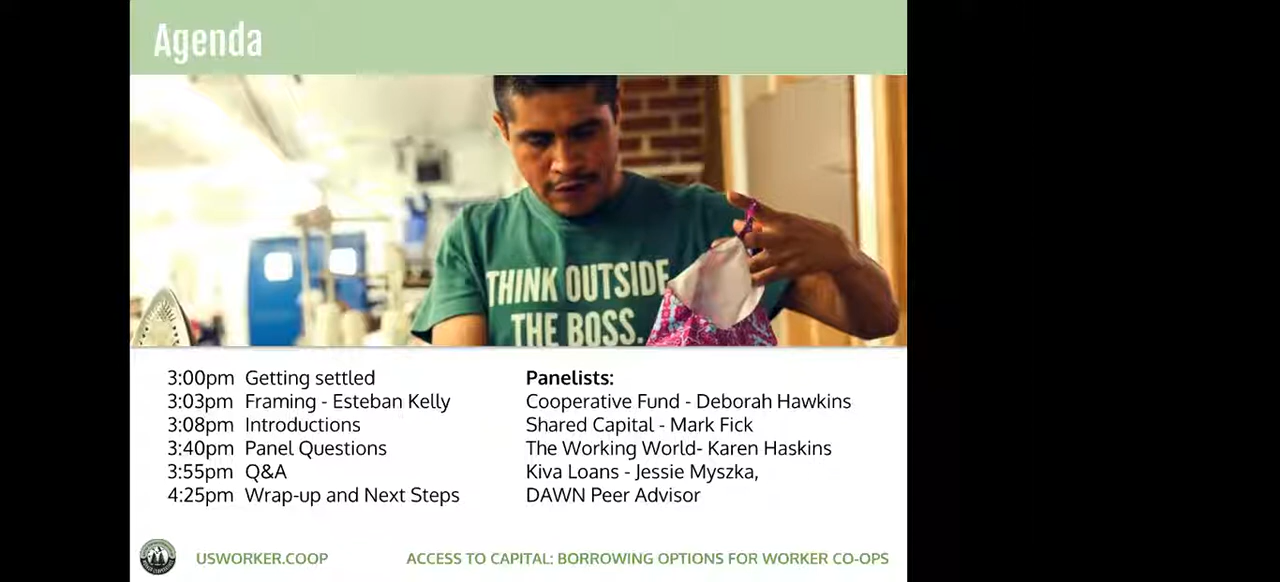 Agenda
THINK OUTSIDE
THE BOSS.
3:00pm Getting settled
3:03pm Framing - Esteban Kelly
3:08pm Introductions
3:40pm Panel Questions
3:55pm Q&A
4:25pm Wrap-up and Next Steps
Panelists:
Cooperative Fund - Deborah Hawkins
Shared Capital - Mark Fick
The Working World- Karen Haskins
Kiva Loans - Jessie Myszka,
DAWN Peer Advisor
USWORKER.COOP
ACCESS TO CAPITAL: BORROWING OPTIONS FOR WORKER CO-OPS